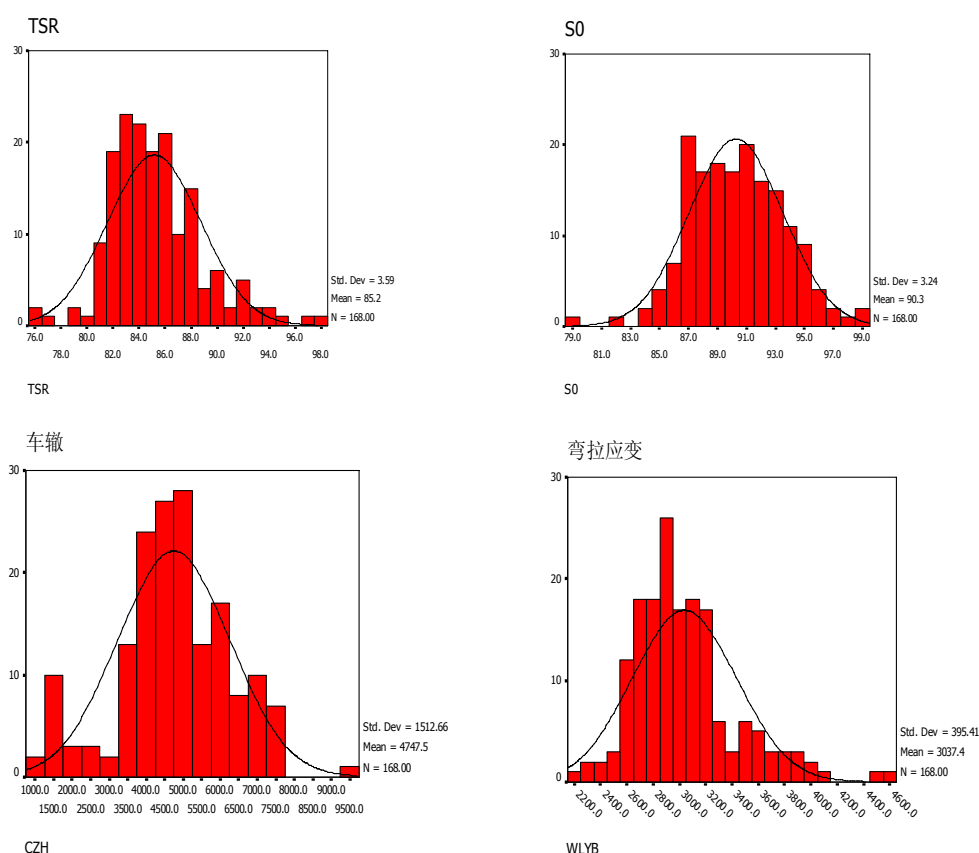 TSR
30
20
10
0
Std. Dev = 3.59
Mean = 85.2
N = 168.00
76.0 80.0 82.0 84.0 86.0 88.0 90.0 92.0 94.0 96.0 98.0
78.0
TSR
S0
30
20
10
0
Std. Dev = 3.24
Mean = 90.3
N = 168.00
79.0 83.0 85.0 87.0 89.0 91.0 93.0 95.0 97.0 99.0
81.0
S0
车辙
30
20
10
0
Std. Dev = 1512.66
Mean = 4747.5
N = 168.00
1000.0 2000.0 3000.0 4000.0 5000.0 6000.0 7000.0 8000.0 9000.0
1500.0 2500.0 3500.0 4500.0 5500.0 6500.0 7500.0 8500.0 9500.0
CZH
弯拉应变
30
20
10
0
Std. Dev = 395.41
Mean = 3037.4
N = 168.00
2200.0 2400.0 2600.0 2800.0 3000.0 3200.0 3400.0 3600.0 3800.0 4000.0 4200.0 4400.0 4600.0
WLYB